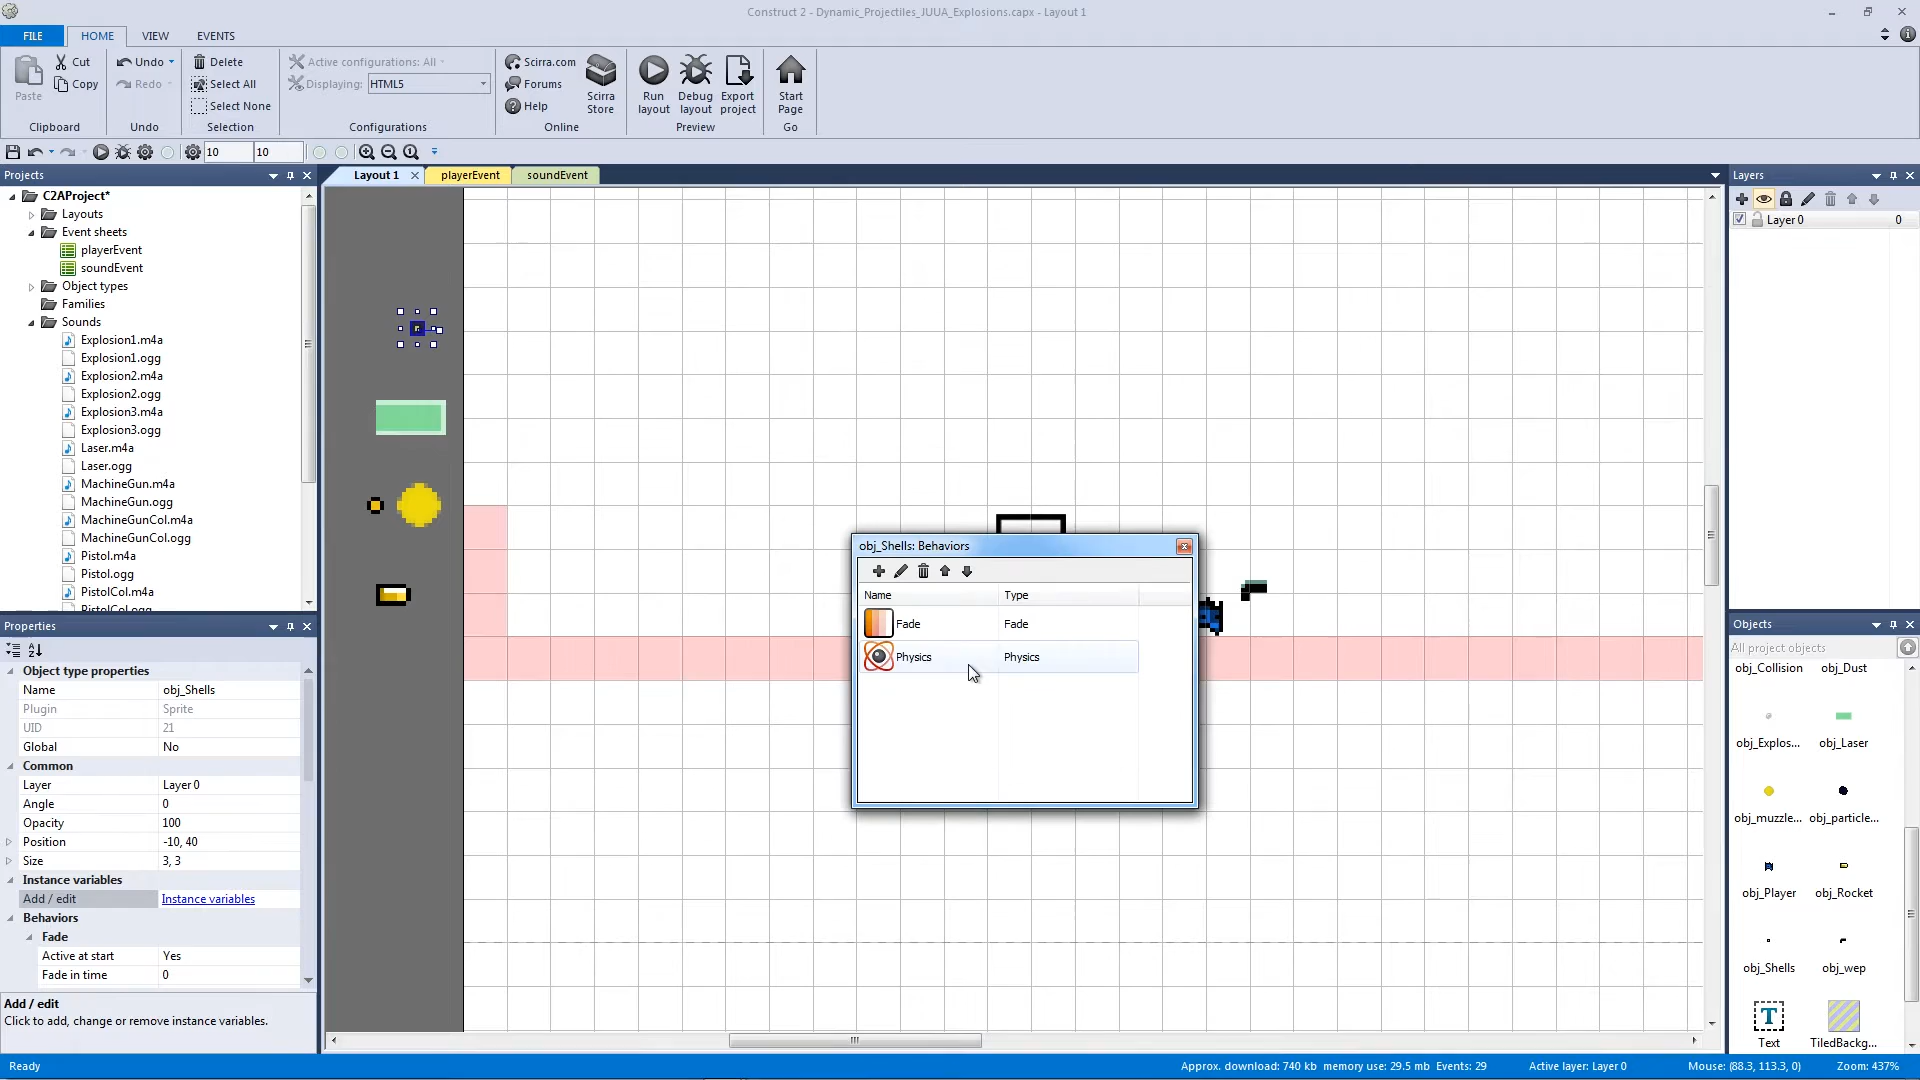 Construct 2 - Dynamic_Projectiles_JUUA_Explosions.capx - Layout 1
FILE
HOME
VIEW
EVENTS
Paste
Cut
Copy
Clipboard
Undo
Redo
Undo
Delete
Select All
Select None
Selection
Active configurations: All
Displaying:
HTML5
Configurations
Scirra.com
Forums
Help
Scirra
Store
Online
Run
layout
Debug
layout
Export
project
Preview
Start
Page
Go
10
10
Projects
C2AProject*
Layouts
Event sheets
playerEvent
soundEvent
Object types
Families
Sounds
Explosion1.m4a
Explosion1.ogg
Explosion2.m4a
Explosion2.ogg
Explosion3.m4a
Explosion3.ogg
Laser.m4a
Laser.ogg
MachineGun.m4a
MachineGun.ogg
MachineGunCol.m4a
MachineGunCol.ogg
Pistol.m4a
Pistol.ogg
PistolCol.m4a
PistolCol.ogg
Properties
Object type properties
Name obj_Shells
Plugin Sprite
UID 21
Global No
Common
Layer Layer 0
Angle 0
Opacity 100
Position -10, 40
Size 3, 3
Instance variables
Add / edit Instance variables
Behaviors
Fade
Active at start Yes
Fade in time 0
Add / edit
Click to add, change or remove instance variables.
Layout 1
playerEvent
soundEvent
obj_Shells: Behaviors
Name Type
Fade Fade
Physics Physics
Layers
Layer 0 0
Objects
All project objects
obj_Collision obj_Dust
obj_Explos... obj_Laser
obj_muzzle... obj_particle...
obj_Player obj_Rocket
obj_Shells obj_wep
T
Text TiledBackg...
Ready
Approx. download: 740 kb memory use: 29.5 mb Events: 29
Active layer: Layer 0
Mouse: (88.3, 113.3, 0)
Zoom: 437%